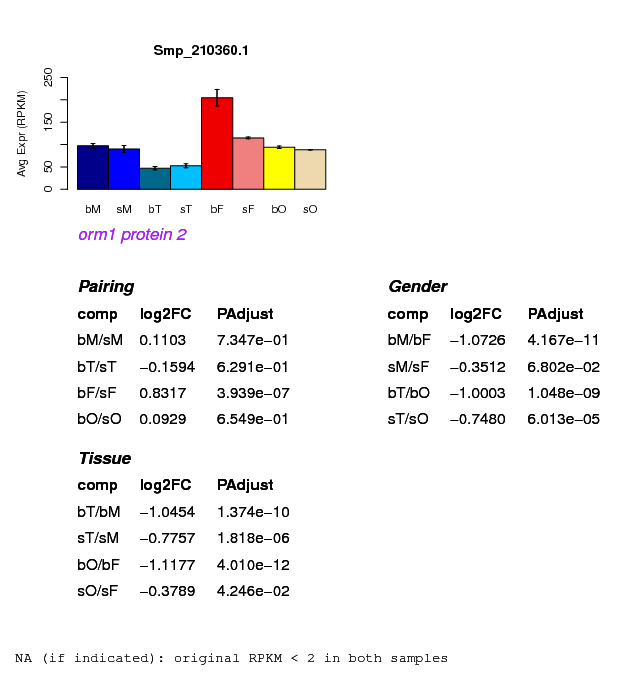 Smp_210360.1
Avg Expr (RPKM)
250
150
50
0
bM sM bT sT bF sF bO sO
orm1 protein 2
Pairing
comp log2FC PAdjust
bM/sM 0.1103 7.347e−01
bT/sT −0.1594 6.291e−01
bF/sF 0.8317 3.939e−07
bO/sO 0.0929 6.549e−01
Gender
comp log2FC PAdjust
bM/bF −1.0726 4.167e−11
sM/sF −0.3512 6.802e−02
bT/bO −1.0003 1.048e−09
sT/sO −0.7480 6.013e−05
Tissue
comp log2FC PAdjust
bT/bM −1.0454 1.374e−10
sT/sM −0.7757 1.818e−06
bO/bF −1.1177 4.010e−12
sO/sF −0.3789 4.246e−02
NA (if indicated): original RPKM < 2 in both samples